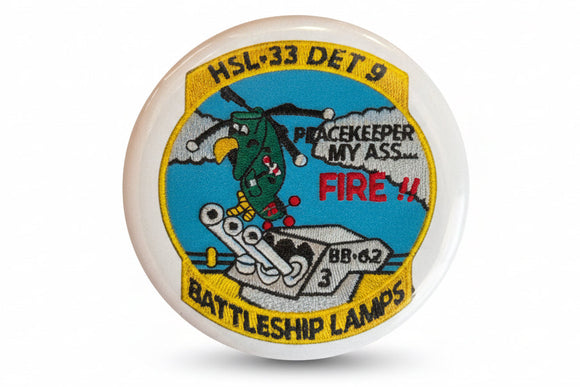 HSL-33 DET 9
PEACEKEEPER
MY ASS....
FIRE !!
BB-62
3
BATTLESHIP LAMPS